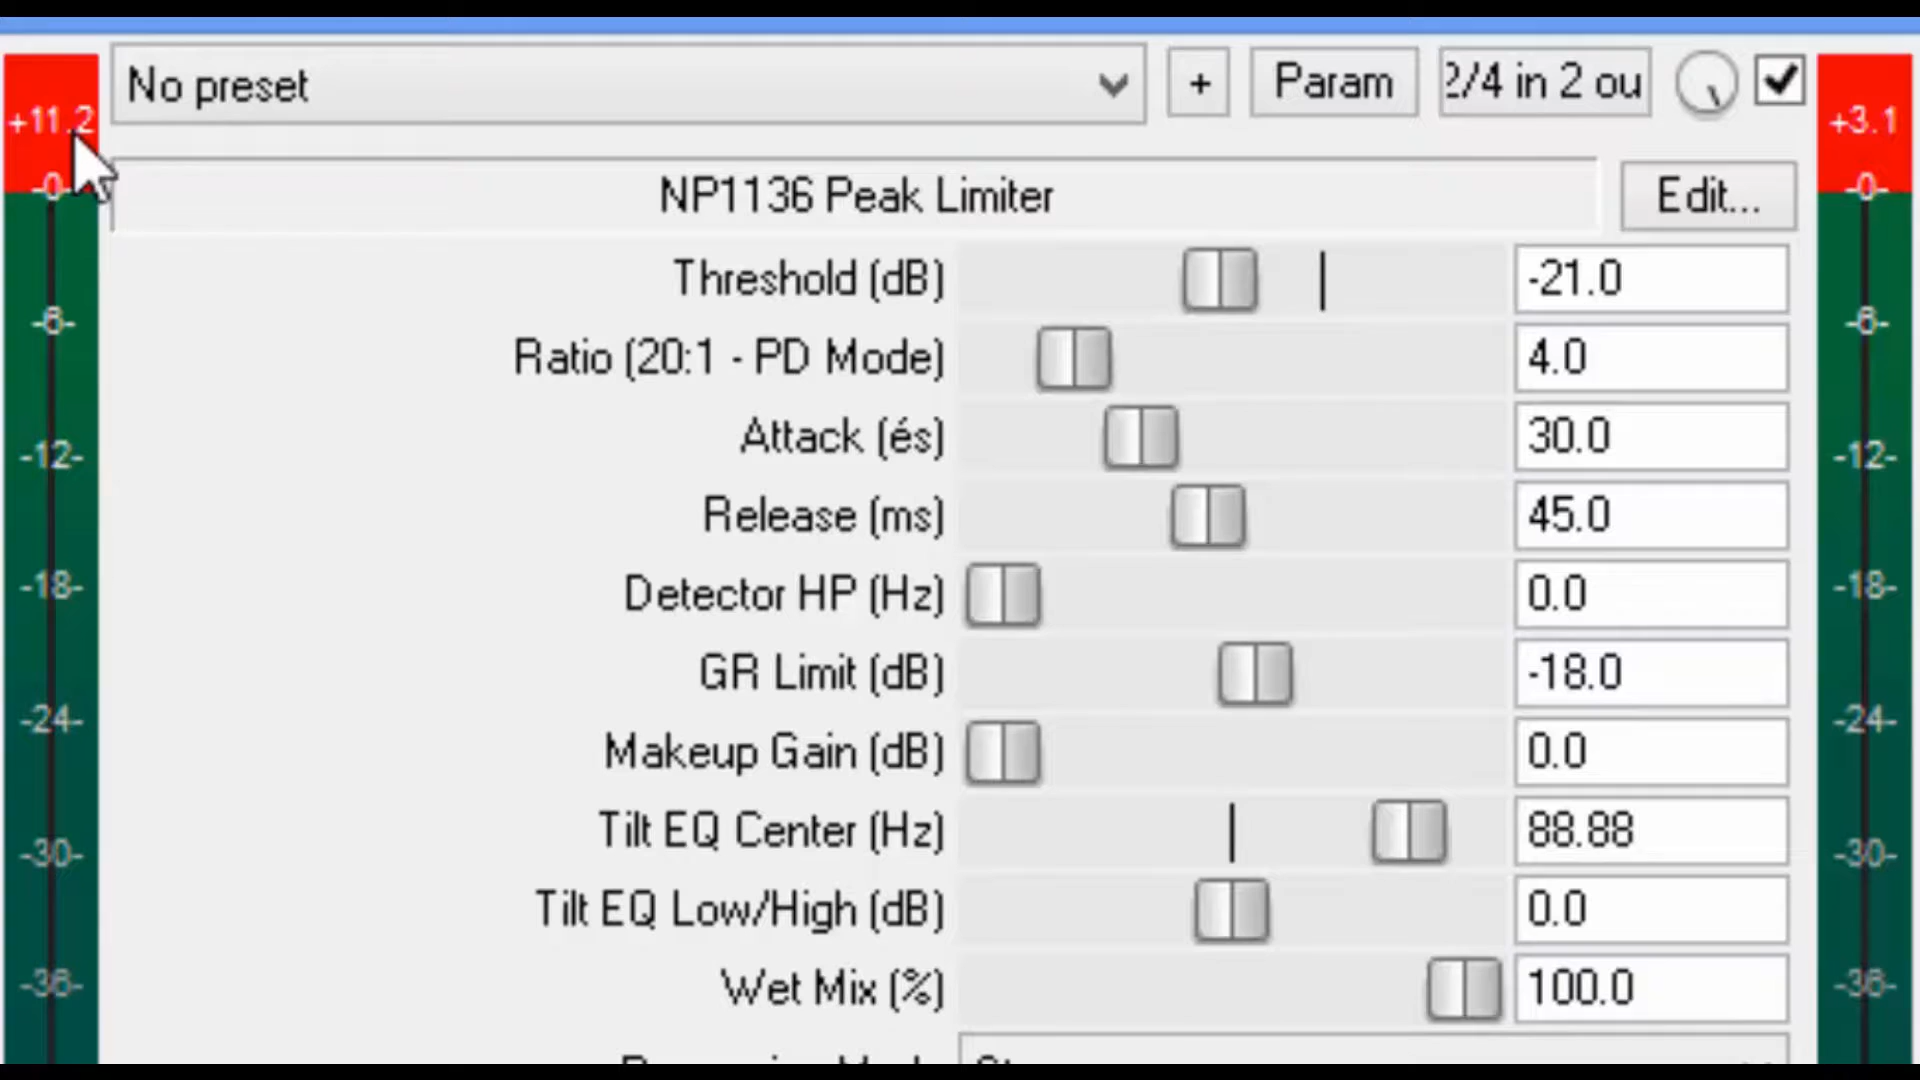 No preset
+
Param
2/4 in 2 ou
+11.2
+3.1
-0-
-0-
NP1136 Peak Limiter
Edit...
Threshold (dB)
-21.0
-6-
-6-
Ratio (20:1 - PD Mode)
4.0
Attack (és)
30.0
-12-
-12-
Release (ms)
45.0
Detector HP (Hz)
0.0
-18-
-18-
GR Limit (dB)
-18.0
-24-
-24-
Makeup Gain (dB)
0.0
Tilt EQ Center (Hz)
88.88
-30-
-30-
Tilt EQ Low/High (dB)
0.0
Wet Mix (%)
100.0
-36-
-36-